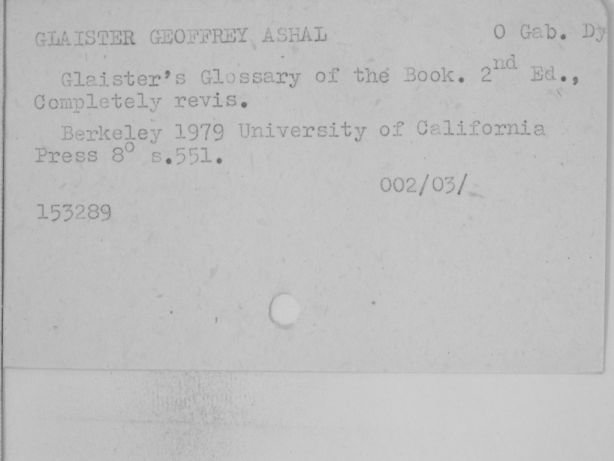 GLAISTER GEOFFREY ASHAL O Gab. Dy
Glaister's Glossary of the Book. 2nd Ed.,
Completely revis.
Berkeley 1979 University of California
Press 8º s.551.
002/03/
153289